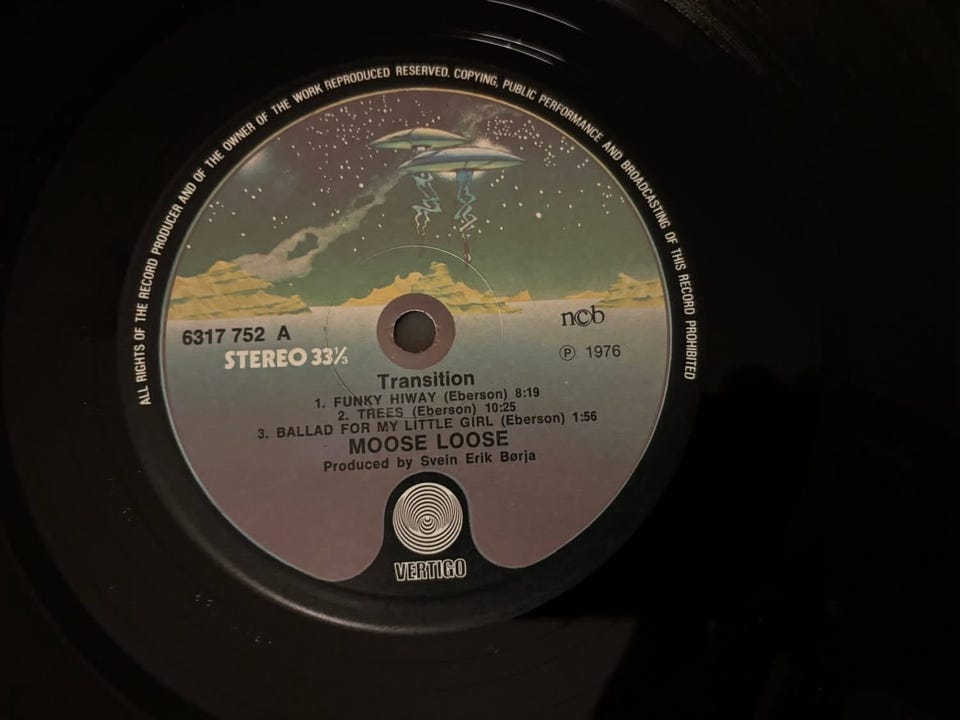 ALL RIGHTS OF THE RECORD PRODUCER AND OF THE OWNER OF THE WORK REPRODUCED RESERVED. COPYING, PUBLIC PERFORMANCE AND BROADCASTING OF THIS RECORD PROHIBITED
6317 752 A
STEREO 33⅓
ncb
Ⓟ 1976
Transition
1. FUNKY HIWAY (Eberson) 8:19
2. TREES (Eberson) 10:25
3. BALLAD FOR MY LITTLE GIRL (Eberson) 1:56
MOOSE LOOSE
Produced by Svein Erik Børja
VERTIGO